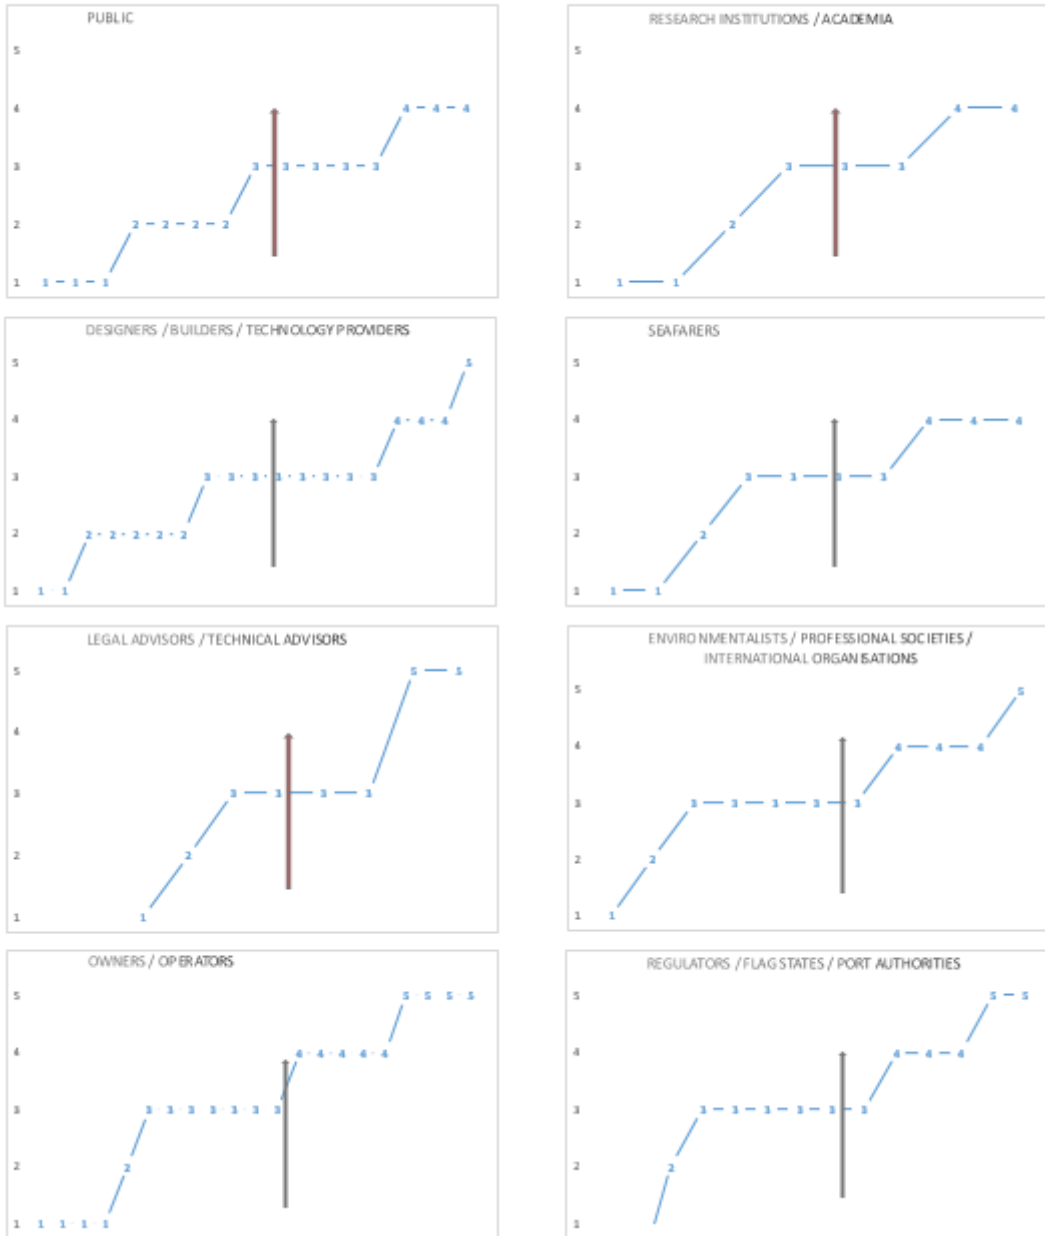 PUBLIC
5
4 4 4 4
3 3 3 3 3 3
2 2 2 2 2
1 1 1 1
RESEARCH INSTITUTIONS / ACADEMIA
5
4 4 4
3 3 3 3
2 2
1 1 1
DESIGNERS / BUILDERS / TECHNOLOGY PROVIDERS
5 5
4 4 4 4
3 3 3 3 3 3 3 3 3
2 2 2 2 2 2
1 1 1
SEAFARERS
5
4 4 4 4
3 3 3 3 3
2 2
1 1 1
LEGAL ADVISORS / TECHNICAL ADVISORS
5 5 5
4
3 3 3 3 3
2 2
1 1
ENVIRONMENTALISTS / PROFESSIONAL SOCIETIES /
INTERNATIONAL ORGANISATIONS
5 5
4 4 4 4
3 3 3 3 3 3
2 2
1 1
OWNERS / OPERATORS
5 5 5 5 5
4 4 4 4 4 4
3 3 3 3 3 3 3 3
2 2
1 1 1 1 1
REGULATORS / FLAG STATES / PORT AUTHORITIES
5 5 5
4 4 4 4
3 3 3 3 3 3 3
2 2
1